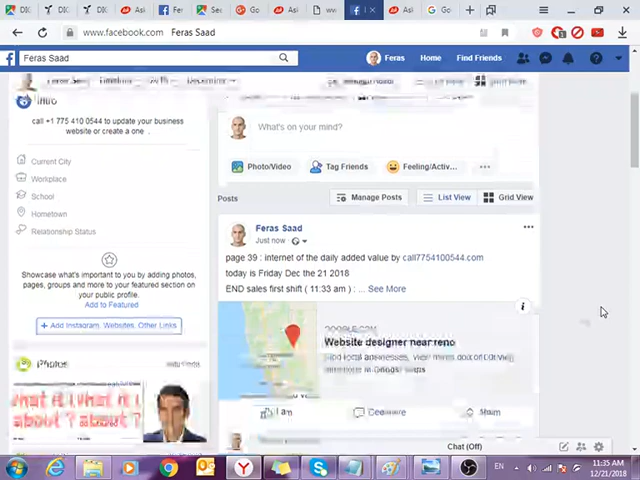 www.facebook.com Feras Saad
Feras Saad
Feras Home Find Friends
Intro
call +1 775 410 0544 to update your business
website or create a one .
Current City
Workplace
School
Hometown
Relationship Status
Showcase what's important to you by adding photos,
pages, groups and more to your featured section
on your public profile.
Add to Featured
+ Add Instagram, Websites, Other Links
Photos
What's on your mind?
Photo/Video Tag Friends Feeling/Activ... ...
Posts Manage Posts List View Grid View
Feras Saad
Just now
page 39 : internet of the daily added value by call7754100544.com
today is Friday Dec the 21 2018
END sales first shift ( 11:33 am ) : ... See More
GOOGLE.COM
Website designer near reno
Chat (Off)
EN 11:35 AM
12/21/2018